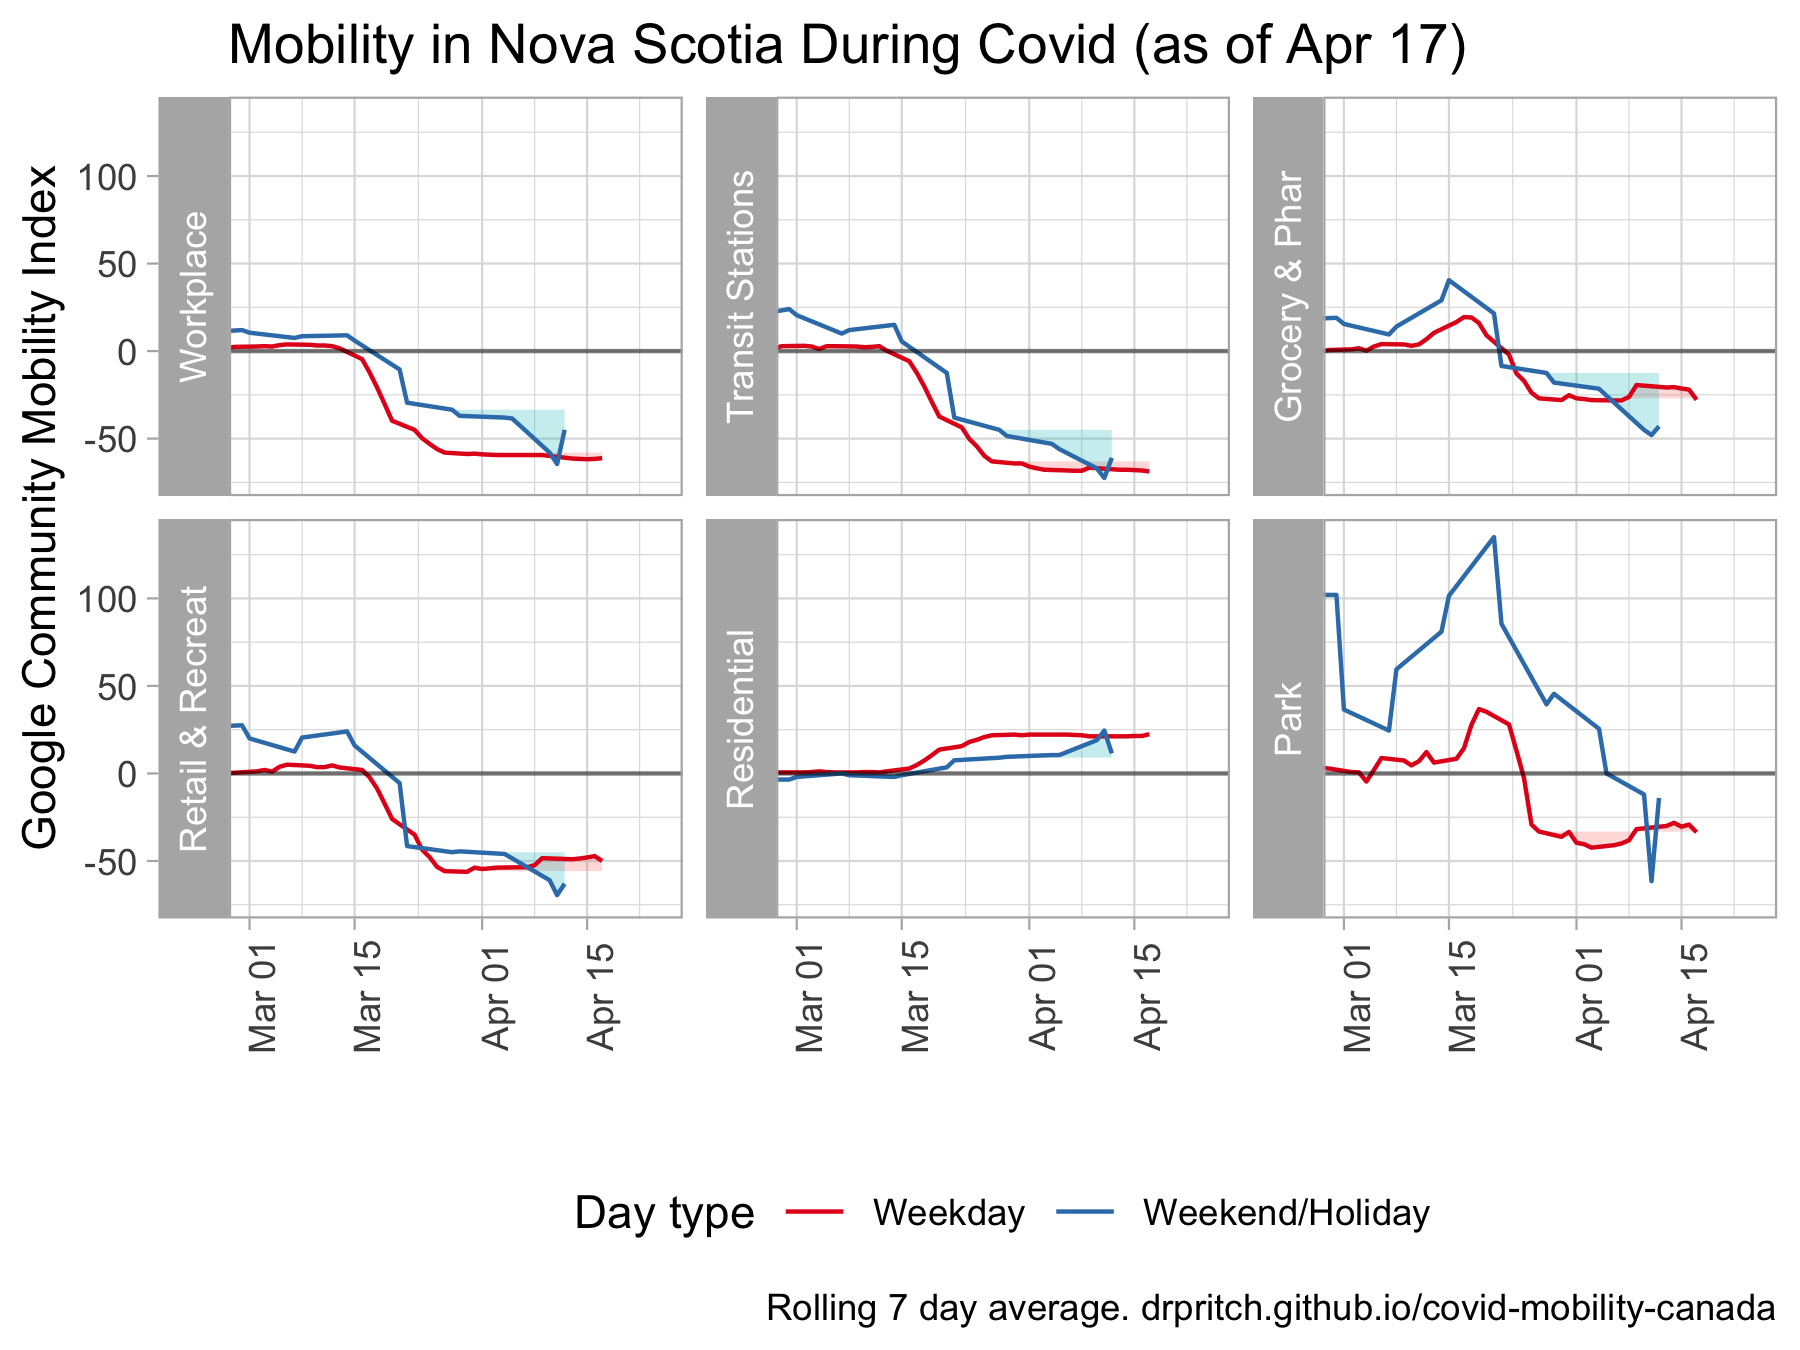 Mobility in Nova Scotia During Covid (as of Apr 17)
Google Community Mobility Index
100
50
0
-50
Workplace
Transit Stations
Grocery & Phar
100
50
0
-50
Retail & Recreat
Residential
Park
Mar 01
Mar 15
Apr 01
Apr 15
Mar 01
Mar 15
Apr 01
Apr 15
Mar 01
Mar 15
Apr 01
Apr 15
Day type Weekday Weekend/Holiday
Rolling 7 day average. drpritch.github.io/covid-mobility-canada